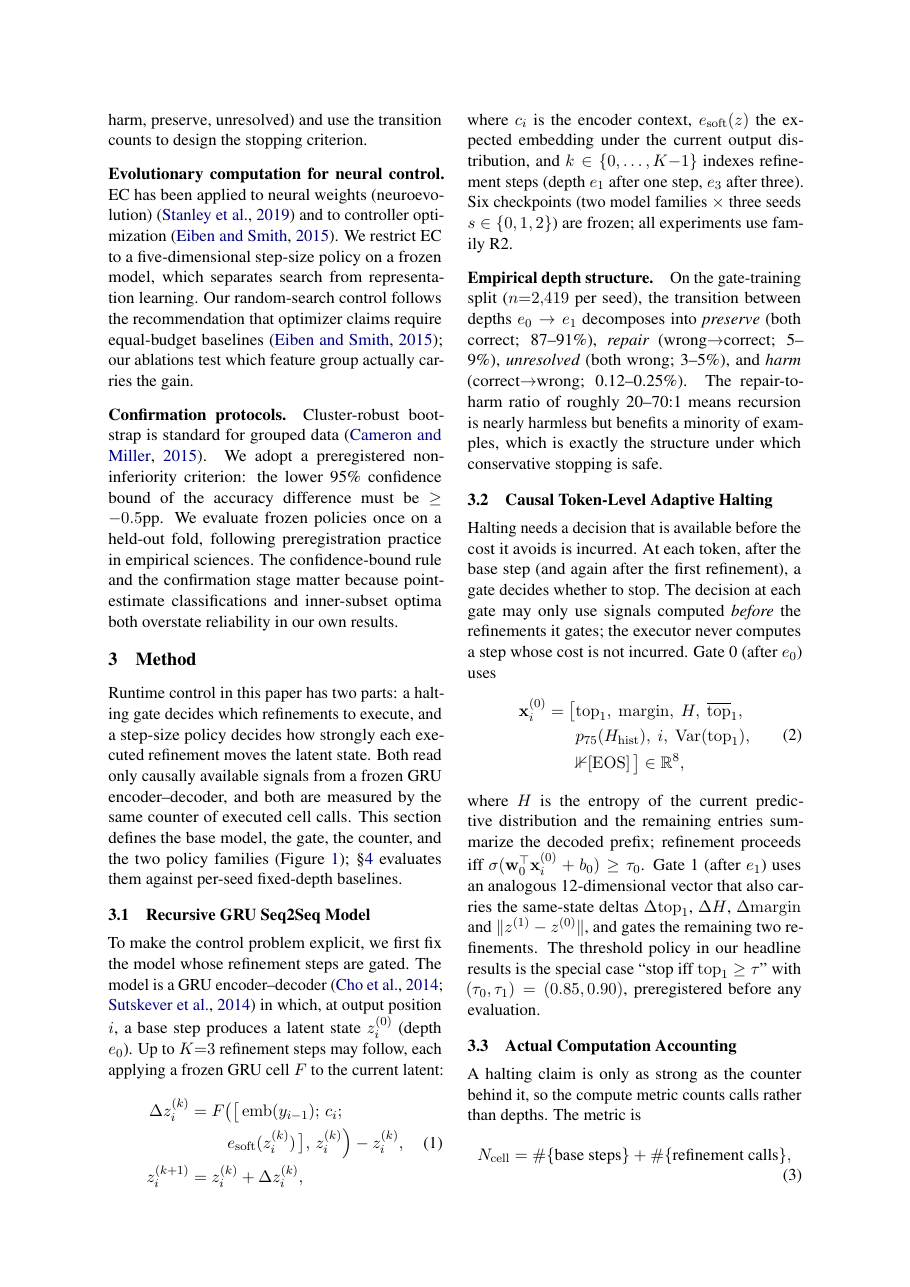 harm, preserve, unresolved) and use the transition
counts to design the stopping criterion.
Evolutionary computation for neural control.
EC has been applied to neural weights (neuroevo-
lution) (Stanley et al., 2019) and to controller opti-
mization (Eiben and Smith, 2015). We restrict EC
to a five-dimensional step-size policy on a frozen
model, which separates search from representa-
tion learning. Our random-search control follows
the recommendation that optimizer claims require
equal-budget baselines (Eiben and Smith, 2015);
our ablations test which feature group actually car-
ries the gain.
Confirmation protocols. Cluster-robust boot-
strap is standard for grouped data (Cameron and
Miller, 2015). We adopt a preregistered non-
inferiority criterion: the lower 95% confidence
bound of the accuracy difference must be ≥
−0.5pp. We evaluate frozen policies once on a
held-out fold, following preregistration practice
in empirical sciences. The confidence-bound rule
and the confirmation stage matter because point-
estimate classifications and inner-subset optima
both overstate reliability in our own results.
3 Method
Runtime control in this paper has two parts: a halt-
ing gate decides which refinements to execute, and
a step-size policy decides how strongly each exe-
cuted refinement moves the latent state. Both read
only causally available signals from a frozen GRU
encoder–decoder, and both are measured by the
same counter of executed cell calls. This section
defines the base model, the gate, the counter, and
the two policy families (Figure 1); §4 evaluates
them against per-seed fixed-depth baselines.
3.1 Recursive GRU Seq2Seq Model
To make the control problem explicit, we first fix
the model whose refinement steps are gated. The
model is a GRU encoder–decoder (Cho et al., 2014;
Sutskever et al., 2014) in which, at output position
i, a base step produces a latent state z_i^{(0)} (depth
e_0). Up to K=3 refinement steps may follow, each
applying a frozen GRU cell F to the current latent:
Δz_i^{(k)} = F([ emb(y_{i−1}); c_i;
e_soft(z_i^{(k)})], z_i^{(k)}) − z_i^{(k)}, (1)
z_i^{(k+1)} = z_i^{(k)} + Δz_i^{(k)},
where c_i is the encoder context, e_soft(z) the ex-
pected embedding under the current output dis-
tribution, and k ∈ {0, . . . , K−1} indexes refine-
ment steps (depth e_1 after one step, e_3 after three).
Six checkpoints (two model families × three seeds
s ∈ {0, 1, 2}) are frozen; all experiments use fam-
ily R2.
Empirical depth structure. On the gate-training
split (n=2,419 per seed), the transition between
depths e_0 → e_1 decomposes into preserve (both
correct; 87–91%), repair (wrong→correct; 5–
9%), unresolved (both wrong; 3–5%), and harm
(correct→wrong; 0.12–0.25%). The repair-to-
harm ratio of roughly 20–70:1 means recursion
is nearly harmless but benefits a minority of exam-
ples, which is exactly the structure under which
conservative stopping is safe.
3.2 Causal Token-Level Adaptive Halting
Halting needs a decision that is available before the
cost it avoids is incurred. At each token, after the
base step (and again after the first refinement), a
gate decides whether to stop. The decision at each
gate may only use signals computed before the
refinements it gates; the executor never computes
a step whose cost is not incurred. Gate 0 (after e_0)
uses
x_i^{(0)} = [top_1, margin, H, \overline{top}_1,
p_75(H_hist), i, Var(top_1), (2)
⊮[EOS]] ∈ ℝ^8,
where H is the entropy of the current predic-
tive distribution and the remaining entries sum-
marize the decoded prefix; refinement proceeds
iff σ(w_0^⊤ x_i^{(0)} + b_0) ≥ τ_0. Gate 1 (after e_1) uses
an analogous 12-dimensional vector that also car-
ries the same-state deltas Δtop_1, ΔH, Δmargin
and ‖z^{(1)} − z^{(0)}‖, and gates the remaining two re-
finements. The threshold policy in our headline
results is the special case “stop iff top_1 ≥ τ” with
(τ_0, τ_1) = (0.85, 0.90), preregistered before any
evaluation.
3.3 Actual Computation Accounting
A halting claim is only as strong as the counter
behind it, so the compute metric counts calls rather
than depths. The metric is
N_cell = #{base steps} + #{refinement calls},
(3)